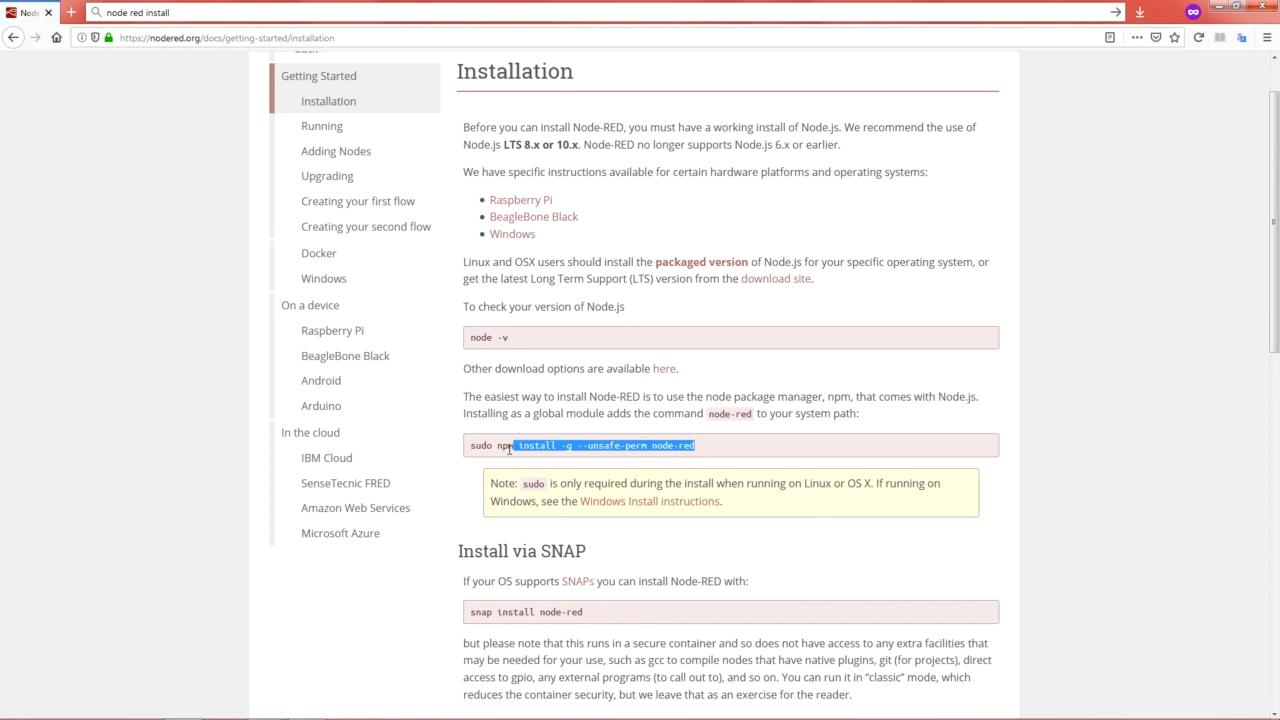 Node-
node red install
https://nodered.org/docs/getting-started/installation
Getting Started
Installation
Running
Adding Nodes
Upgrading
Creating your first flow
Creating your second flow
Docker
Windows
On a device
Raspberry Pi
BeagleBone Black
Android
Arduino
In the cloud
IBM Cloud
SenseTecnic FRED
Amazon Web Services
Microsoft Azure
Installation
Before you can install Node-RED, you must have a working install of Node.js. We recommend the use of
Node.js LTS 8.x or 10.x. Node-RED no longer supports Node.js 6.x or earlier.
We have specific instructions available for certain hardware platforms and operating systems:
Raspberry Pi
BeagleBone Black
Windows
Linux and OSX users should install the packaged version of Node.js for your specific operating system, or
get the latest Long Term Support (LTS) version from the download site.
To check your version of Node.js
node -v
Other download options are available here.
The easiest way to install Node-RED is to use the node package manager, npm, that comes with Node.js.
Installing as a global module adds the command node-red to your system path:
sudo npm install -g --unsafe-perm node-red
Note: sudo is only required during the install when running on Linux or OS X. If running on
Windows, see the Windows Install instructions.
Install via SNAP
If your OS supports SNAPs you can install Node-RED with:
snap install node-red
but please note that this runs in a secure container and so does not have access to any extra facilities that
may be needed for your use, such as gcc to compile nodes that have native plugins, git (for projects), direct
access to gpio, any external programs (to call out to), and so on. You can run it in “classic” mode, which
reduces the container security, but we leave that as an exercise for the reader.